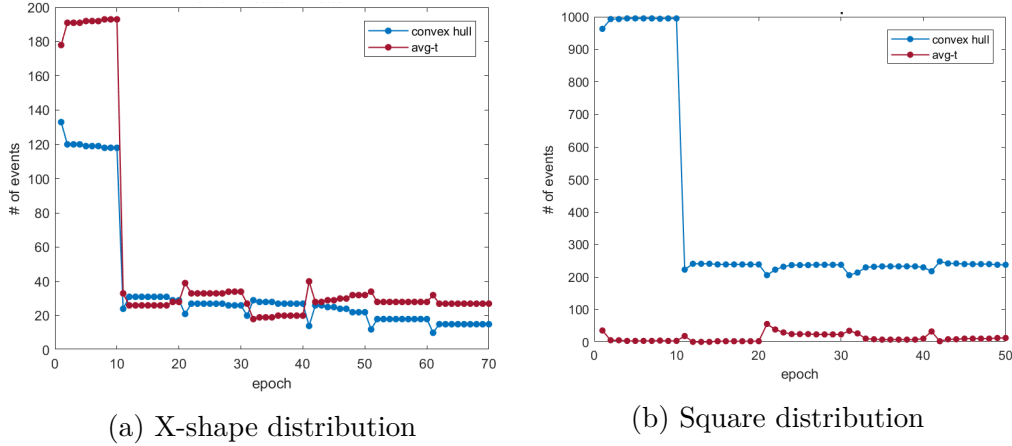 200
180
160
140
120
100
80
60
40
20
0
# of events
convex hull
avg-t
0 10 20 30 40 50 60 70
epoch
(a) X-shape distribution
1000
900
800
700
600
500
400
300
200
100
0
# of events
convex hull
avg-t
0 10 20 30 40 50
epoch
(b) Square distribution